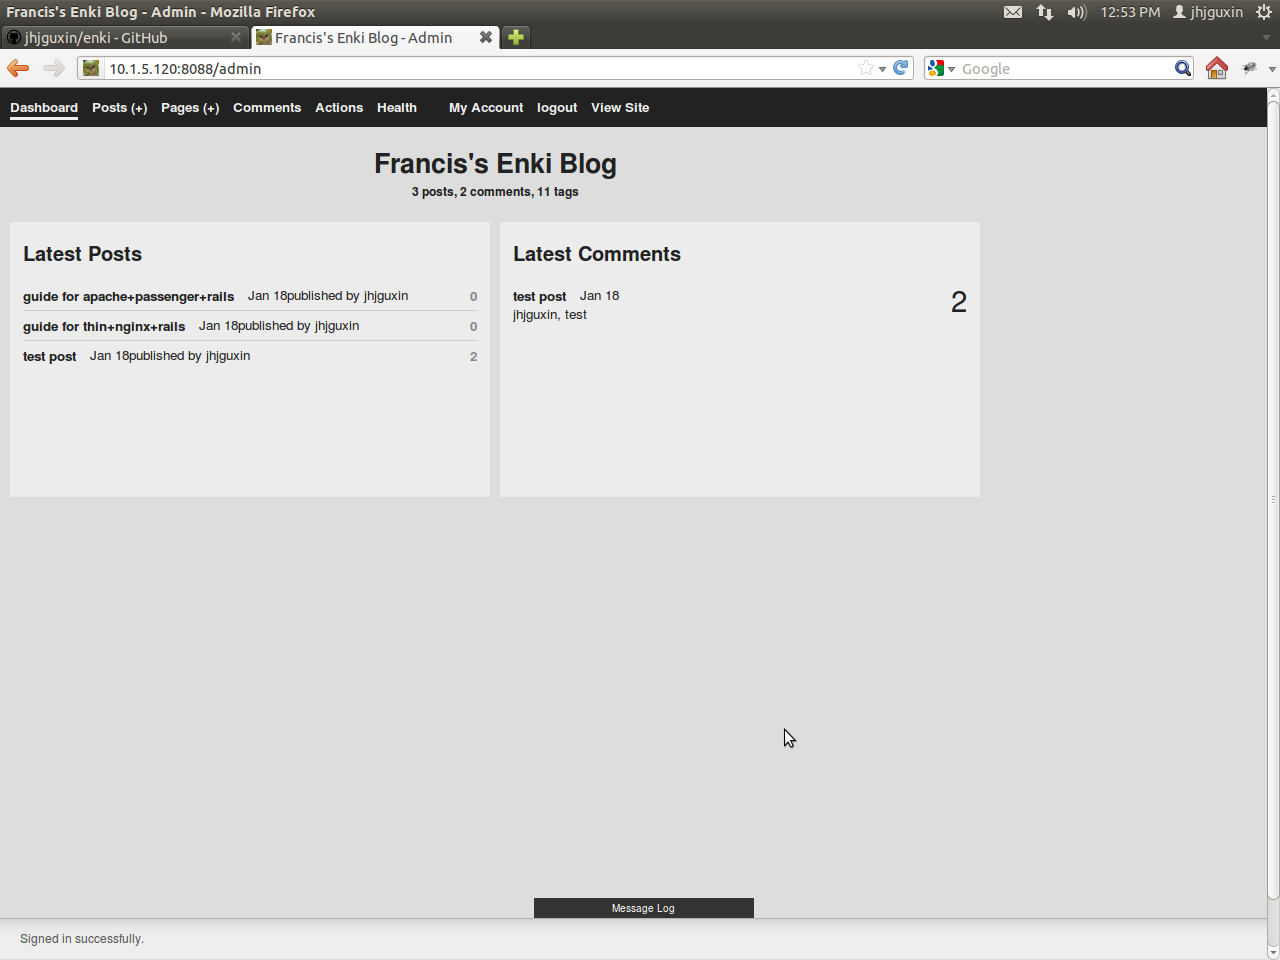 Francis's Enki Blog - Admin - Mozilla Firefox
12:53 PM jhjguxin
jhjguxin/enki - GitHub
Francis's Enki Blog - Admin
10.1.5.120:8088/admin
Google
Dashboard Posts (+) Pages (+) Comments Actions Health My Account logout View Site
Francis's Enki Blog
3 posts, 2 comments, 11 tags
Latest Posts
guide for apache+passenger+rails Jan 18published by jhjguxin 0
guide for thin+nginx+rails Jan 18published by jhjguxin 0
test post Jan 18published by jhjguxin 2
Latest Comments
test post Jan 18 2
jhjguxin, test
Message Log
Signed in successfully.